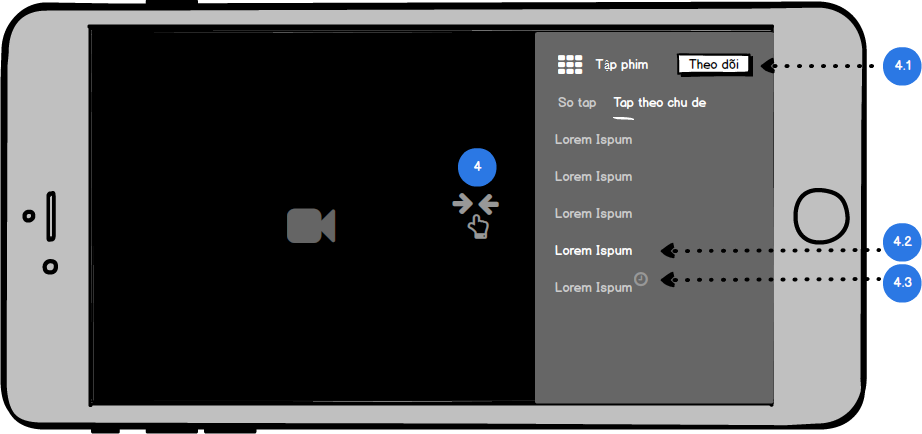 Tập phim Theo dõi
4.1
So tap Tap theo chu de
Lorem Ispum
4
Lorem Ispum
Lorem Ispum
Lorem Ispum
4.2
Lorem Ispum
4.3